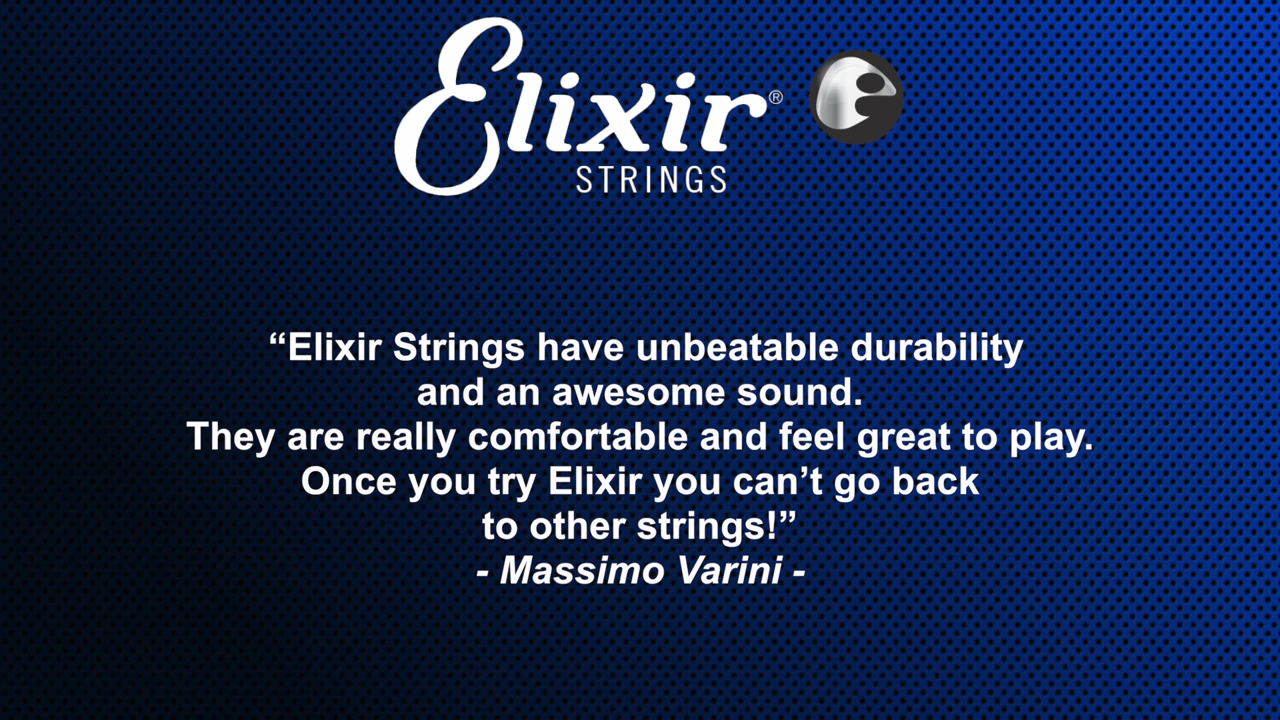 Elixir®
STRINGS
“Elixir Strings have unbeatable durability
and an awesome sound.
They are really comfortable and feel great to play.
Once you try Elixir you can’t go back
to other strings!”
- Massimo Varini -